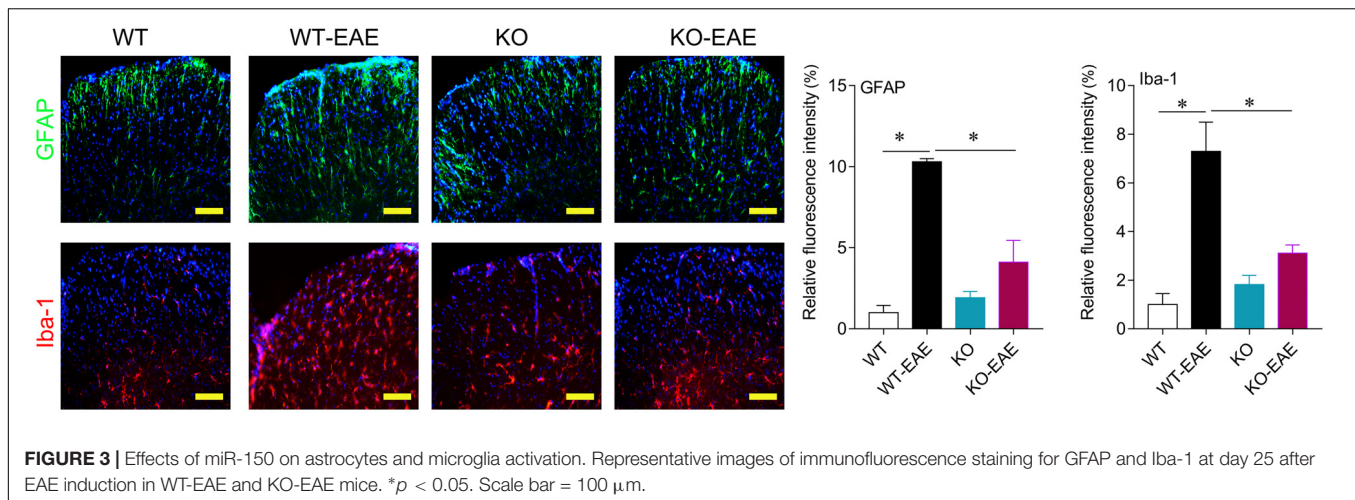 WT WT-EAE KO KO-EAE
GFAP
Iba-1
Relative fluorescence intensity (%)
15
10
5
0
GFAP
*
*
WT
WT-EAE
KO
KO-EAE
Relative fluorescence intensity (%)
10
8
6
4
2
0
Iba-1
*
*
WT
WT-EAE
KO
KO-EAE
FIGURE 3 | Effects of miR-150 on astrocytes and microglia activation. Representative images of immunofluorescence staining for GFAP and Iba-1 at day 25 after
EAE induction in WT-EAE and KO-EAE mice. *p < 0.05. Scale bar = 100 μm.